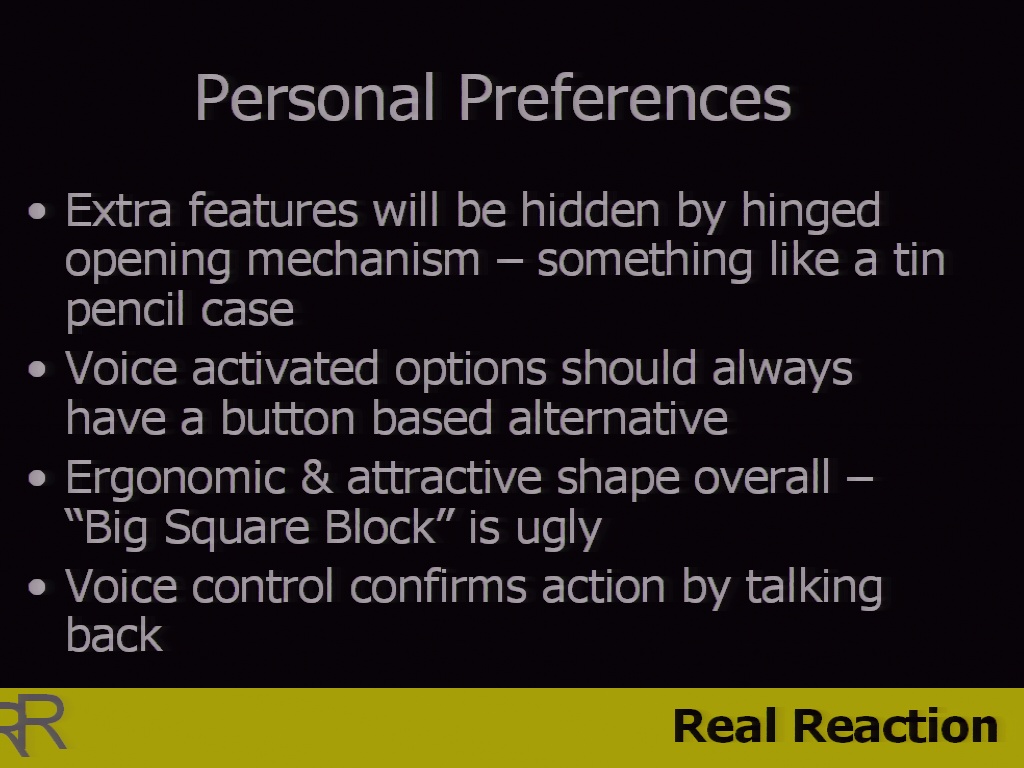 Personal Preferences
• Extra features will be hidden by hinged
opening mechanism – something like a tin
pencil case
• Voice activated options should always
have a button based alternative
• Ergonomic & attractive shape overall –
“Big Square Block” is ugly
• Voice control confirms action by talking
back
RR
Real Reaction